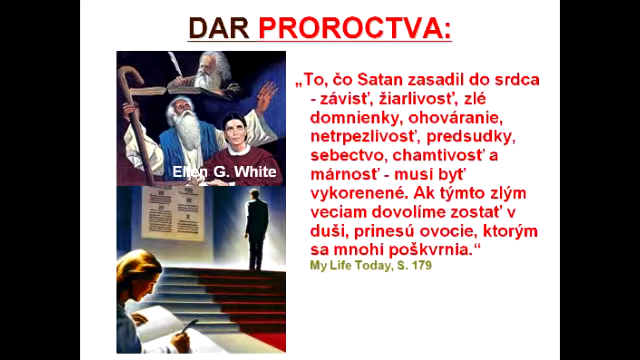 DAR PROROCTVA:
Ellen G. White
„To, čo Satan zasadil do srdca
- závisť, žiarlivosť, zlé
domnienky, ohováranie,
netrpezlivosť, predsudky,
sebectvo, chamtivosť a
márnosť - musí byť
vykorenené. Ak týmto zlým
veciam dovolíme zostať v
duši, prinesú ovocie, ktorým
sa mnohí poškvrnia.“
My Life Today, S. 179